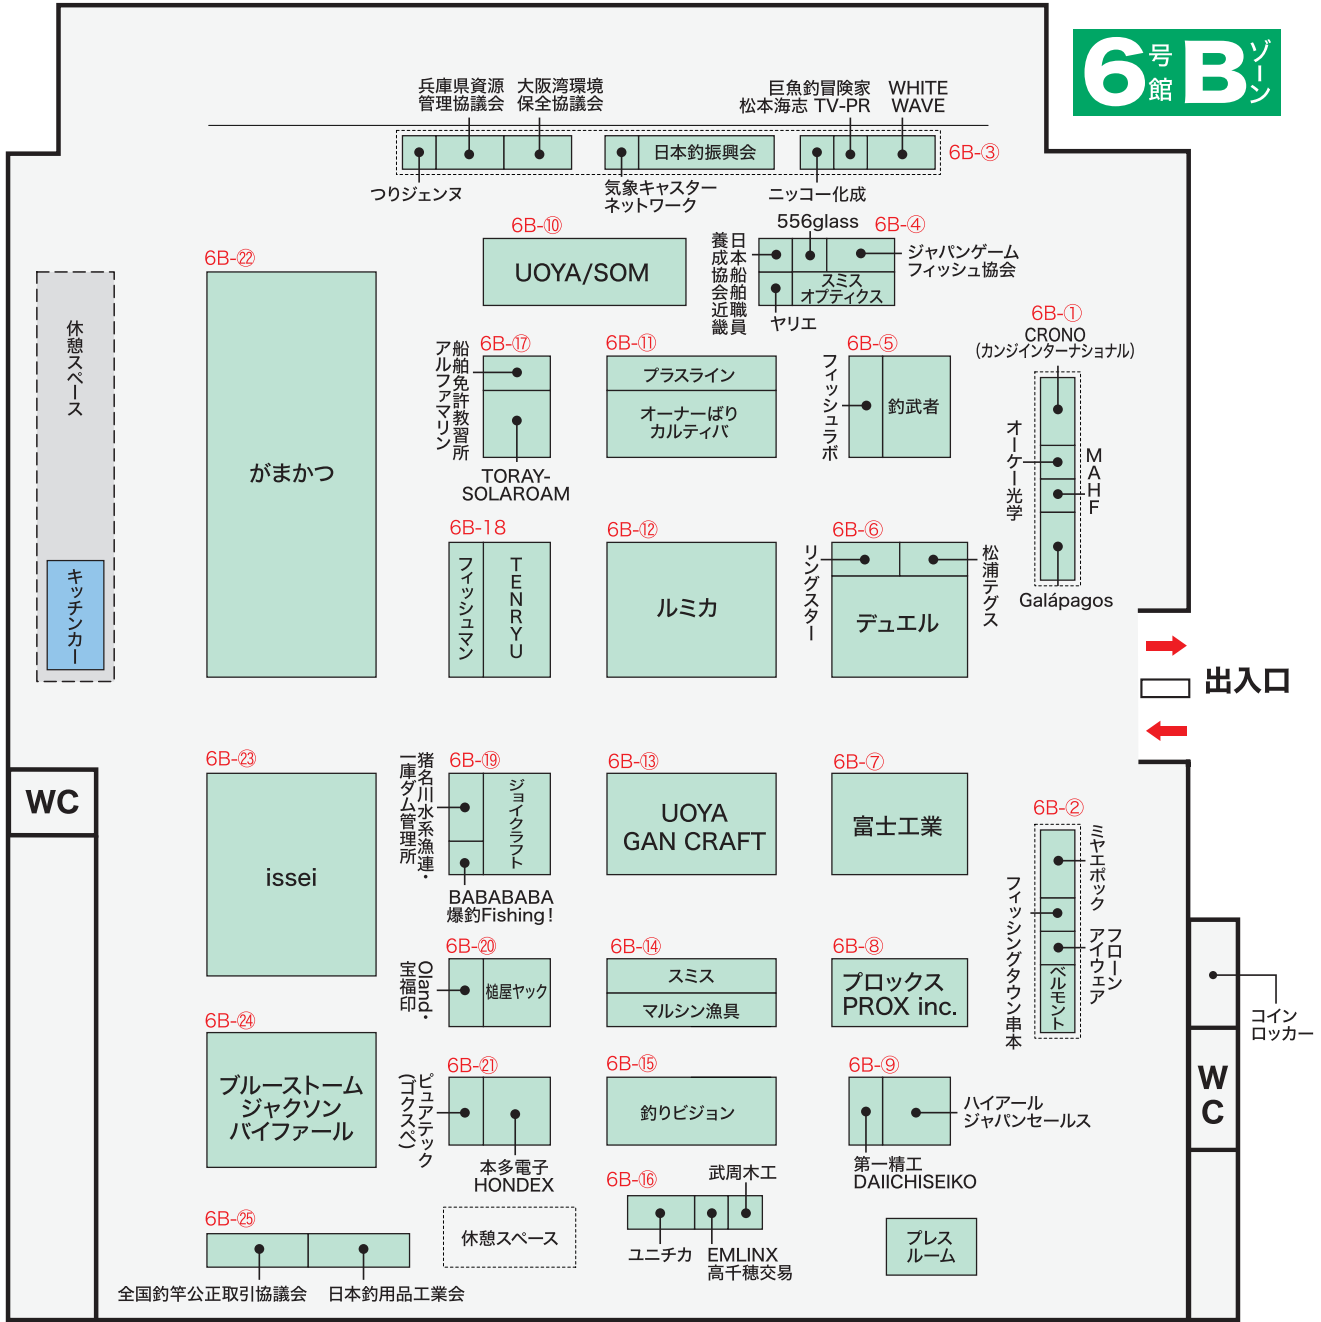 6号館 Bゾーン
兵庫県資源
管理協議会
大阪湾環境
保全協議会
巨魚釣冒険家
松本海志 TV-PR
WHITE
WAVE
日本釣振興会
6B-③
つりジェンヌ
気象キャスター
ネットワーク
ニッコー化成
6B-⑩
UOYA/SOM
556glass
6B-④
日本船舶職員
養成協会近畿
ジャパンゲーム
フィッシュ協会
スミス
オプティクス
ヤリエ
6B-㉒
がまかつ
休憩スペース
キッチンカー
6B-⑰
船舶免許教習所
アルファマリン
TORAY-
SOLAROAM
6B-⑪
プラスライン
オーナーばり
カルティバ
6B-⑤
フィッシュラボ
釣武者
6B-①
CRONO
(カンジインターナショナル)
オーケー光学
MAHF
Galápagos
6B-18
フィッシュマン
TENRYU
6B-⑫
ルミカ
6B-⑥
リングスター
松浦テグス
デュエル
出入口
WC
6B-㉓
issei
6B-⑲
猪名川水系漁連・
一庫ダム管理所
ジョイクラフト
BABABABA
爆釣Fishing!
6B-⑬
UOYA
GAN CRAFT
6B-⑦
富士工業
6B-②
ミヤエポック
フィッシングタウン串本
フローン
アイウェア
ベルモント
6B-⑳
Oland・
宝福印
槌屋ヤック
6B-⑭
スミス
マルシン漁具
6B-⑧
プロックス
PROX inc.
コイン
ロッカー
WC
6B-㉔
ブルーストーム
ジャクソン
バイファール
6B-㉑
ピュアテック
(ゴクスペ)
本多電子
HONDEX
6B-⑮
釣りビジョン
6B-⑨
ハイアール
ジャパンセールス
第一精工
DAIICHISEIKO
6B-⑯
武周木工
ユニチカ
EMLINX
高千穂交易
6B-㉕
全国釣竿公正取引協議会
日本釣用品工業会
休憩スペース
プレス
ルーム